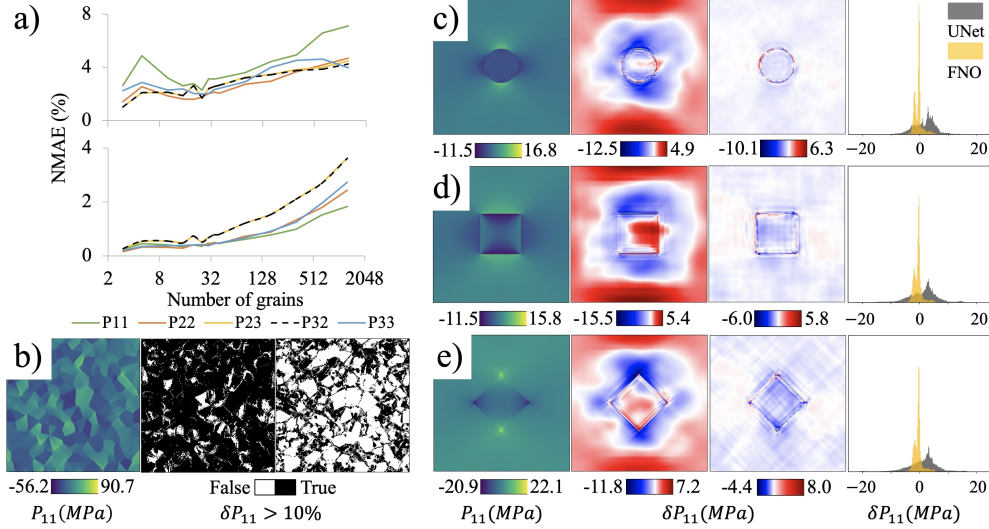 a)
8
4
0
4
2
0
NMAE (%)
2 8 32 128 512 2048
Number of grains
P11 P22 P23 P32 P33
b)
-56.2 90.7
False True
P₁₁(MPa)
δP₁₁ > 10%
c)
UNet
FNO
-11.5 16.8
-12.5 4.9
-10.1 6.3
−20 0 20
d)
-11.5 15.8
-15.5 5.4
-6.0 5.8
−20 0 20
e)
-20.9 22.1
-11.8 7.2
-4.4 8.0
−20 0 20
P₁₁(MPa)
δP₁₁(MPa)
δP₁₁(MPa)